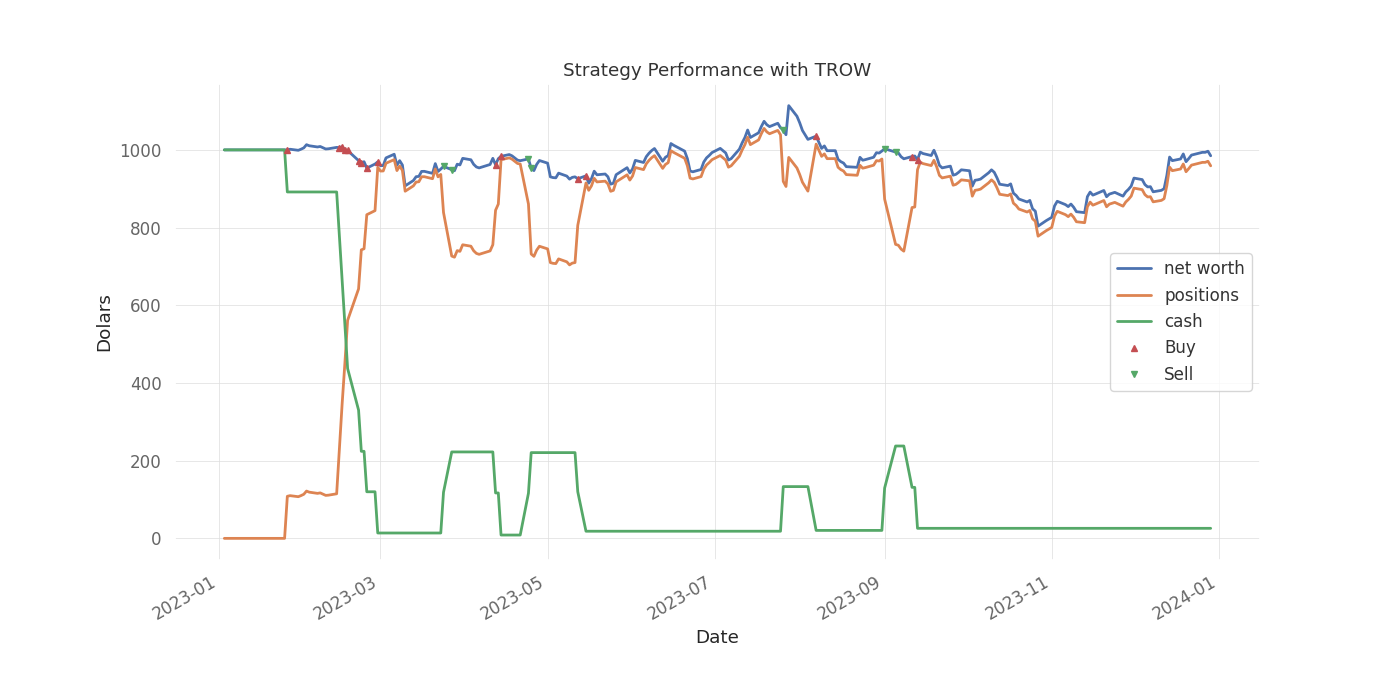 Strategy Performance with TROW
1000
800
600
400
200
0
Dolars
net worth
positions
cash
Buy
Sell
2023-01
2023-03
2023-05
2023-07
2023-09
2023-11
2024-01
Date